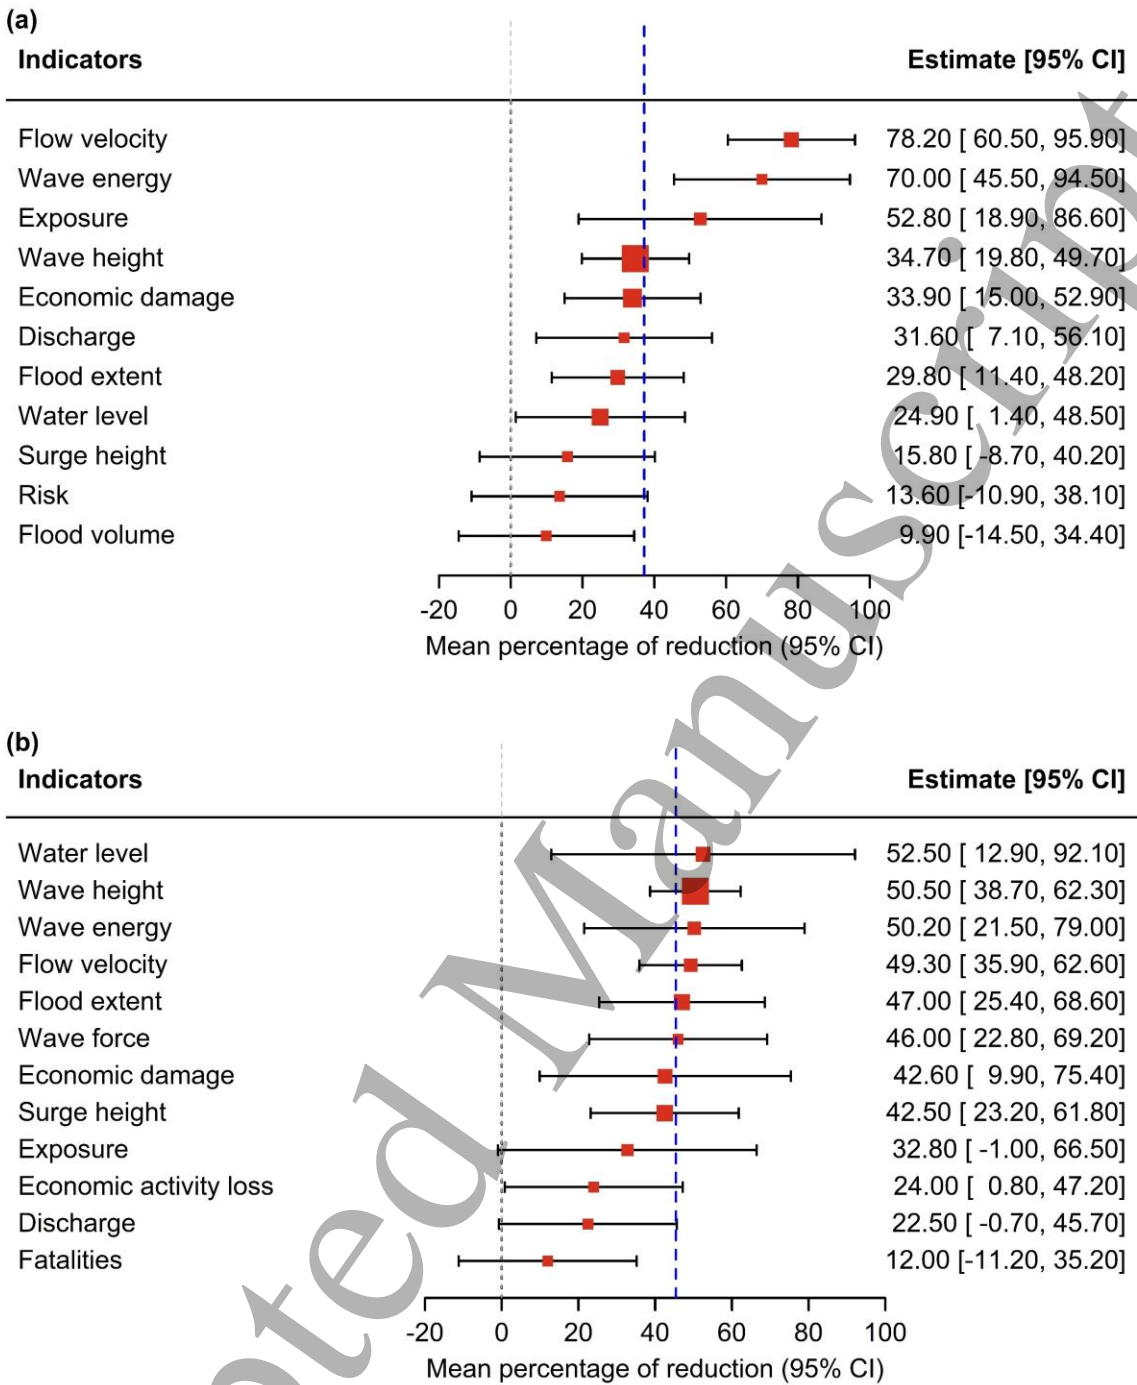 (a)
Indicators Estimate [95% CI]
Flow velocity 78.20 [ 60.50, 95.90]
Wave energy 70.00 [ 45.50, 94.50]
Exposure 52.80 [ 18.90, 86.60]
Wave height 34.70 [ 19.80, 49.70]
Economic damage 33.90 [ 15.00, 52.90]
Discharge 31.60 [ 7.10, 56.10]
Flood extent 29.80 [ 11.40, 48.20]
Water level 24.90 [ 1.40, 48.50]
Surge height 15.80 [ -8.70, 40.20]
Risk 13.60 [-10.90, 38.10]
Flood volume 9.90 [-14.50, 34.40]
-20 0 20 40 60 80 100
Mean percentage of reduction (95% CI)
(b)
Indicators Estimate [95% CI]
Water level 52.50 [ 12.90, 92.10]
Wave height 50.50 [ 38.70, 62.30]
Wave energy 50.20 [ 21.50, 79.00]
Flow velocity 49.30 [ 35.90, 62.60]
Flood extent 47.00 [ 25.40, 68.60]
Wave force 46.00 [ 22.80, 69.20]
Economic damage 42.60 [ 9.90, 75.40]
Surge height 42.50 [ 23.20, 61.80]
Exposure 32.80 [ -1.00, 66.50]
Economic activity loss 24.00 [ 0.80, 47.20]
Discharge 22.50 [ -0.70, 45.70]
Fatalities 12.00 [-11.20, 35.20]
-20 0 20 40 60 80 100
Mean percentage of reduction (95% CI)
pted Manuscript